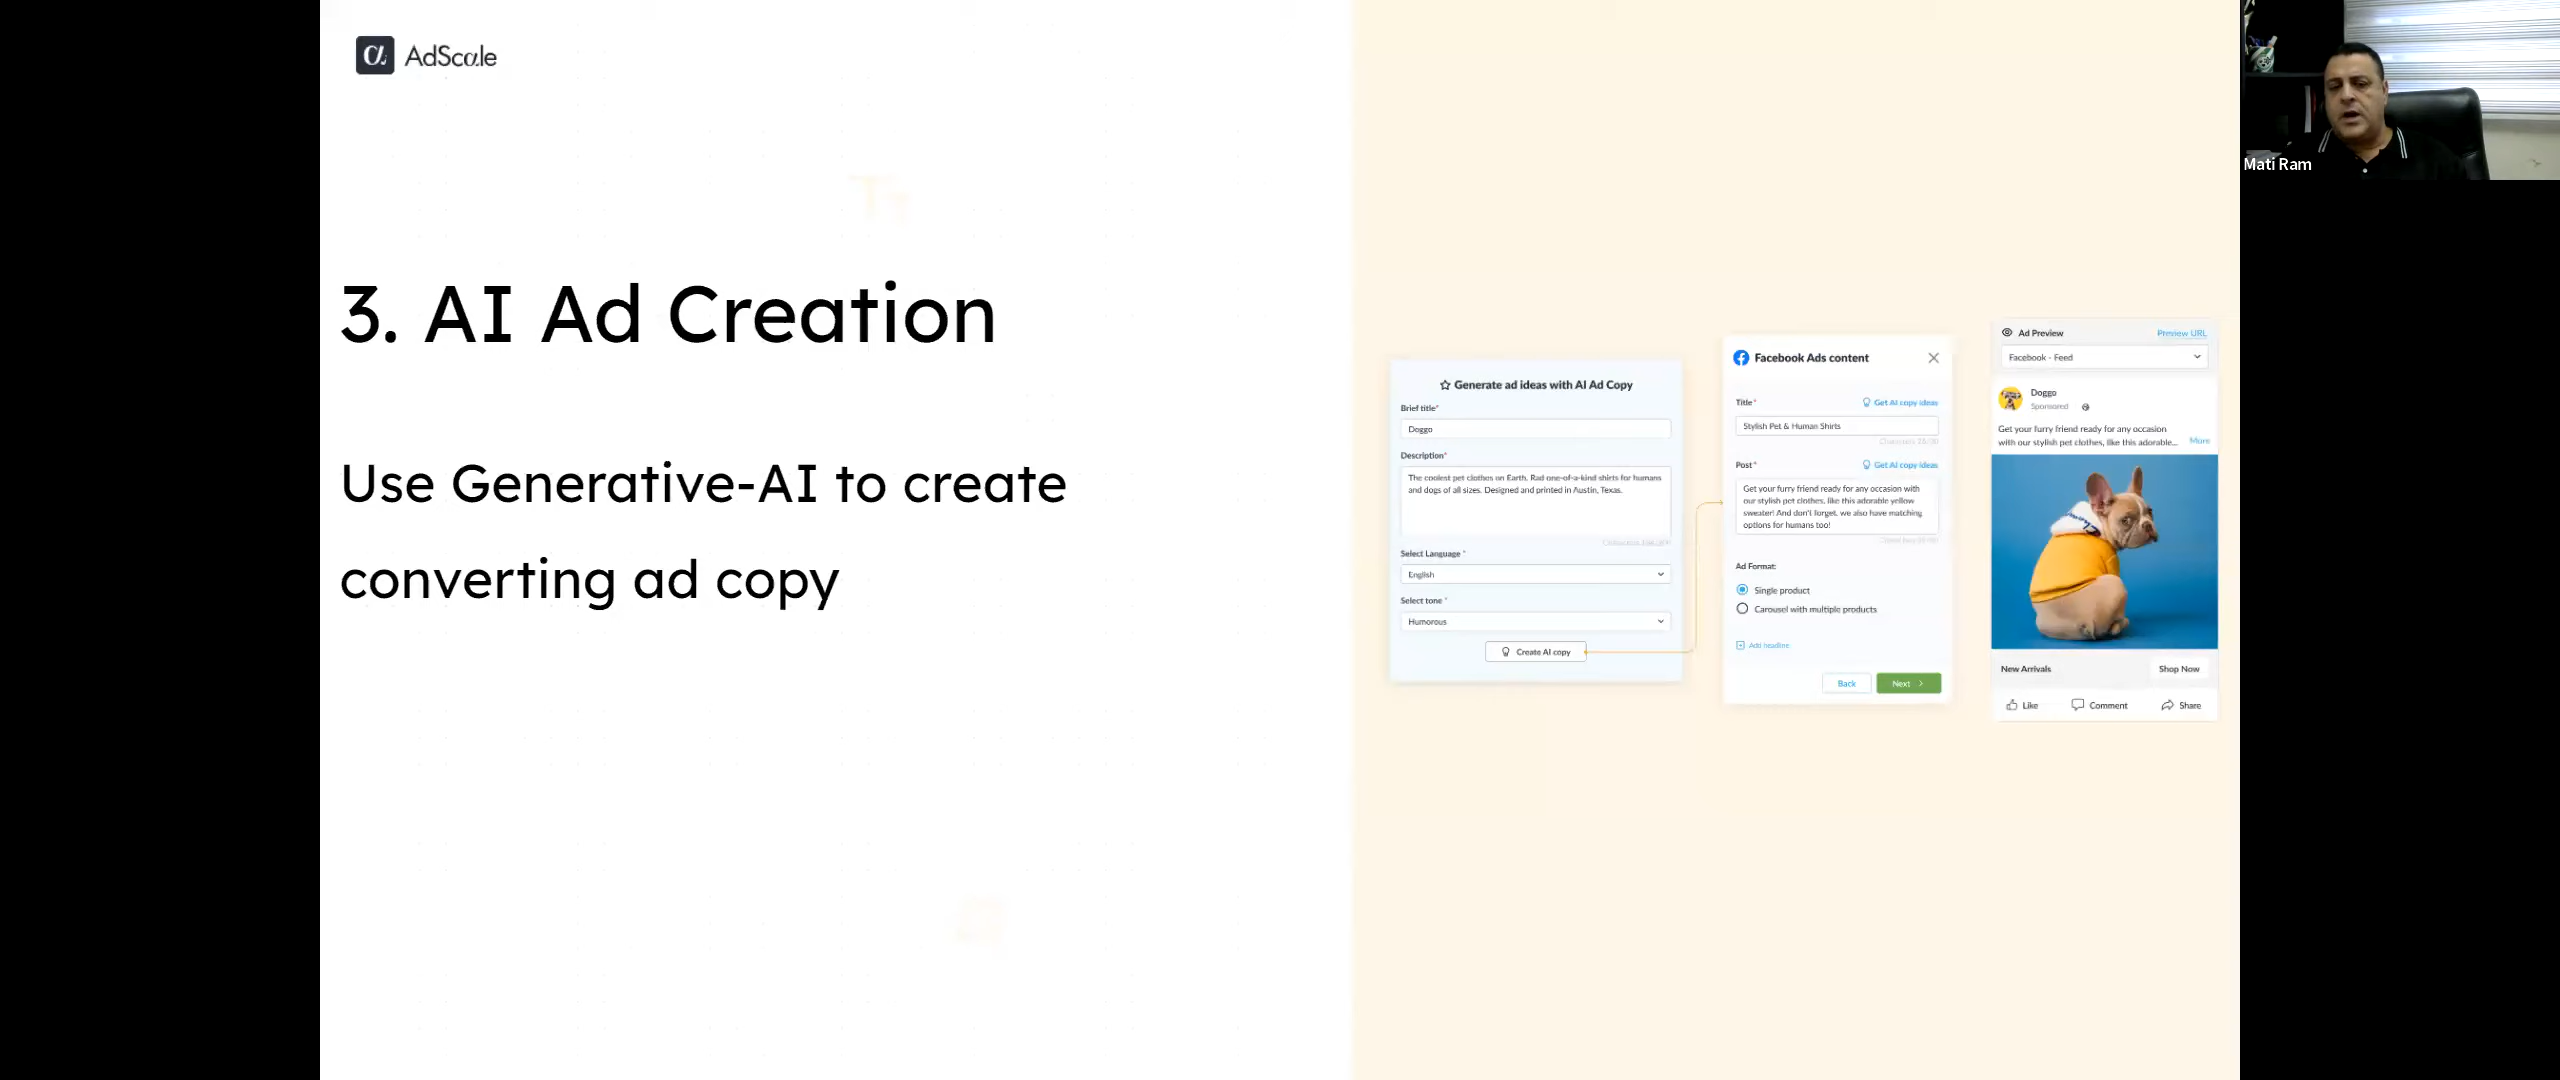 AdScale
3. AI Ad Creation
Use Generative-AI to create
converting ad copy
Generate ad ideas with AI Ad Copy
Brief title*
Doggo
Description*
The coolest pet clothes on Earth. Rad one-of-a-kind shirts for humans
and dogs of all sizes. Designed and printed in Austin, Texas.
Select Language *
English
Select tone *
Humorous
Create AI copy
Facebook Ads content
Title*
Get AI copy ideas
Stylish Pet & Human Shirts
Post*
Get AI copy ideas
Get your furry friend ready for any occasion with
our stylish pet clothes, like this adorable yellow
sweater! And don't forget, we also have matching
options for humans too!
Ad Format:
Single product
Carousel with multiple products
Add headline
Back
Next
Ad Preview
Preview URL
Facebook - Feed
Doggo
Sponsored
Get your furry friend ready for any occasion
with our stylish pet clothes, like this adorable...
More
New Arrivals
Shop Now
Like
Comment
Share
Mati Ram